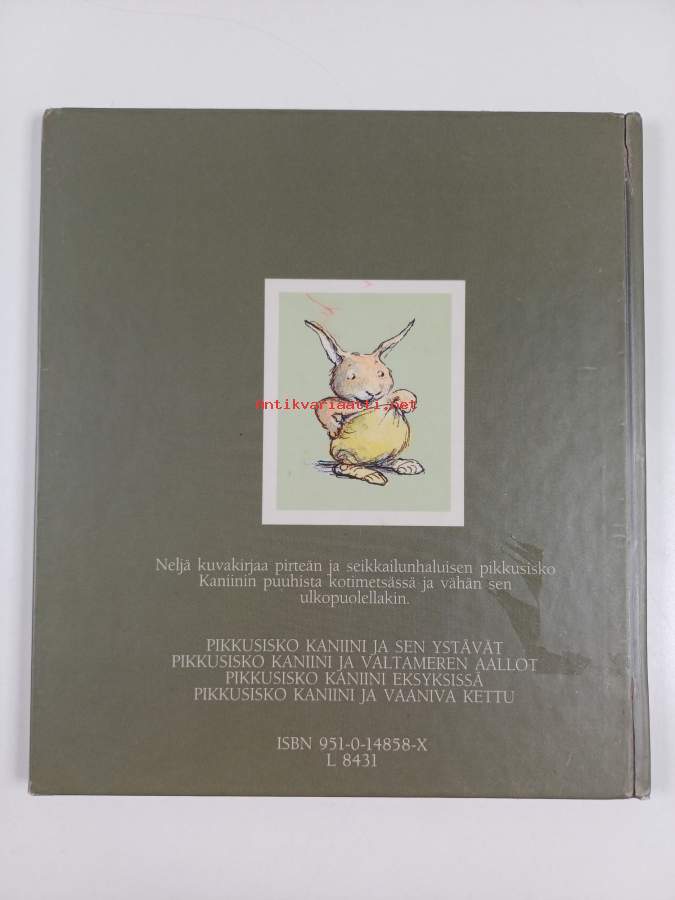 antikvariaatti.net
Neljä kuvakirjaa pirteän ja seikkailunhaluisen pikkusisko
Kaniinin puuhista kotimetsässä ja vähän sen
ulkopuolellakin.
PIKKUSISKO KANIINI JA SEN YSTÄVÄT
PIKKUSISKO KANIINI JA VALTAMEREN AALLOT
PIKKUSISKO KANIINI EKSYKSISSÄ
PIKKUSISKO KANIINI JA VAANIVA KETTU
ISBN 951-0-14858-X
L 8431